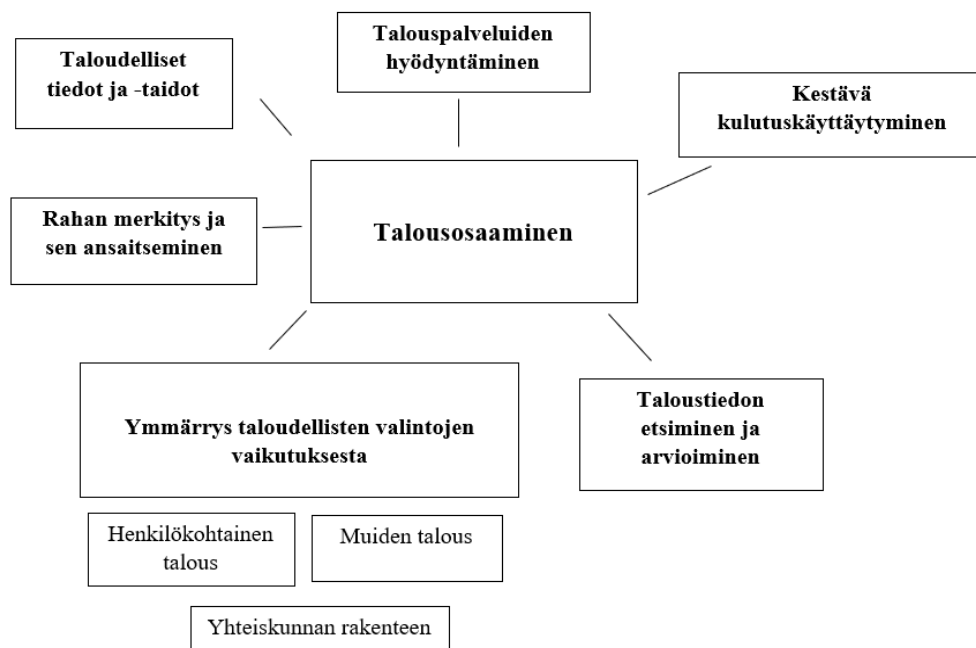 Taloudelliset
tiedot ja -taidot
Talouspalveluiden
hyödyntäminen
Kestävä
kulutuskäyttäytyminen
Rahan merkitys ja
sen ansaitseminen
Talousosaaminen
Ymmärrys taloudellisten valintojen
vaikutuksesta
Taloustiedon
etsiminen ja
arvioiminen
Henkilökohtainen
talous
Muiden talous
Yhteiskunnan rakenteen